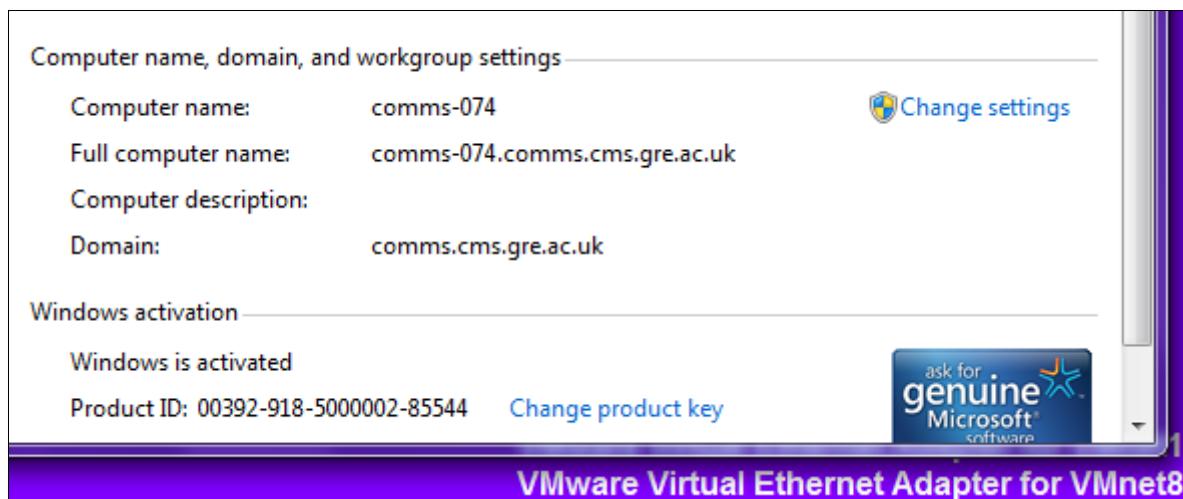 Computer name, domain, and workgroup settings
Computer name: comms-074 Change settings
Full computer name: comms-074.comms.cms.gre.ac.uk
Computer description:
Domain: comms.cms.gre.ac.uk
Windows activation
Windows is activated
Product ID: 00392-918-5000002-85544 Change product key
ask for
genuine
Microsoft
software
VMware Virtual Ethernet Adapter for VMnet8